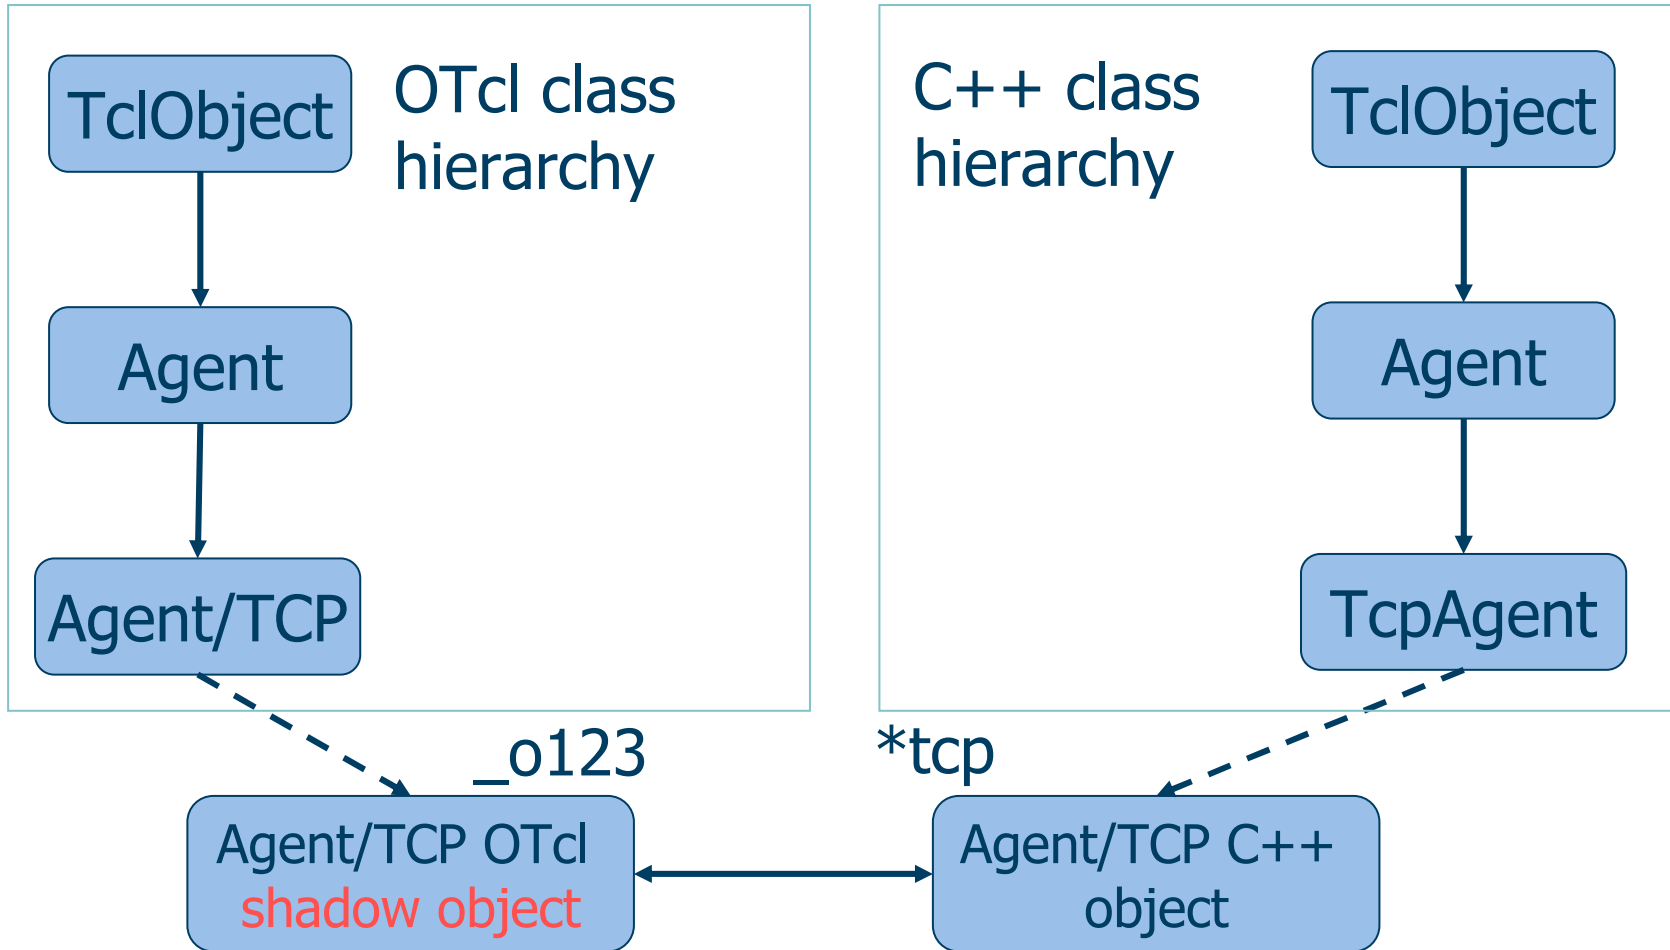 TclObject
OTcl class
hierarchy
Agent
Agent/TCP
C++ class
hierarchy
TclObject
Agent
TcpAgent
_o123
*tcp
Agent/TCP OTcl
shadow object
Agent/TCP C++
object